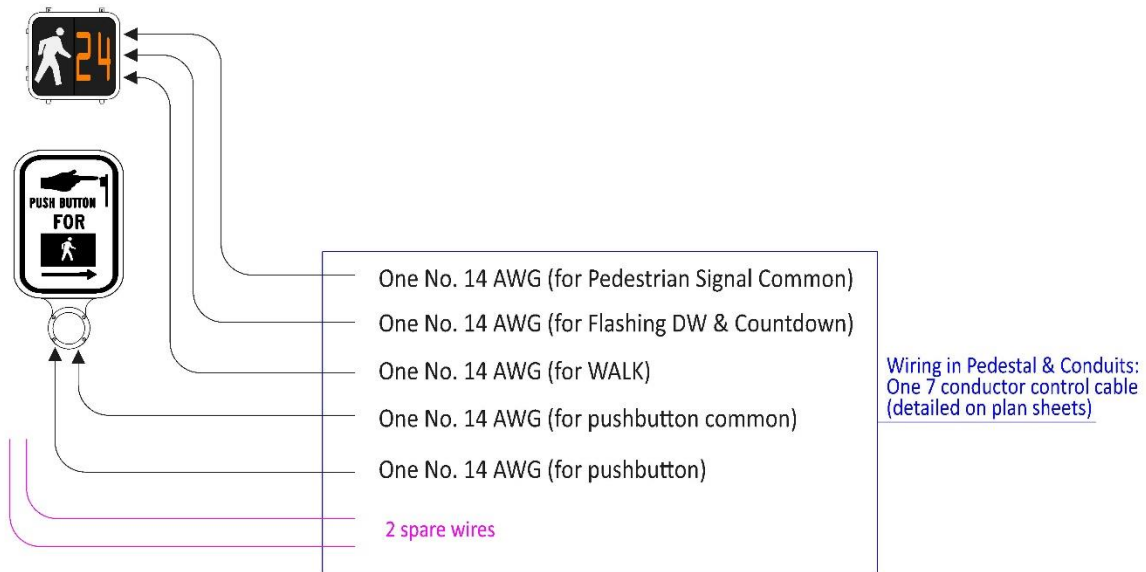 24
PUSH BUTTON
FOR
One No. 14 AWG (for Pedestrian Signal Common)
One No. 14 AWG (for Flashing DW & Countdown)
One No. 14 AWG (for WALK)
One No. 14 AWG (for pushbutton common)
One No. 14 AWG (for pushbutton)
2 spare wires
Wiring in Pedestal & Conduits:
One 7 conductor control cable
(detailed on plan sheets)